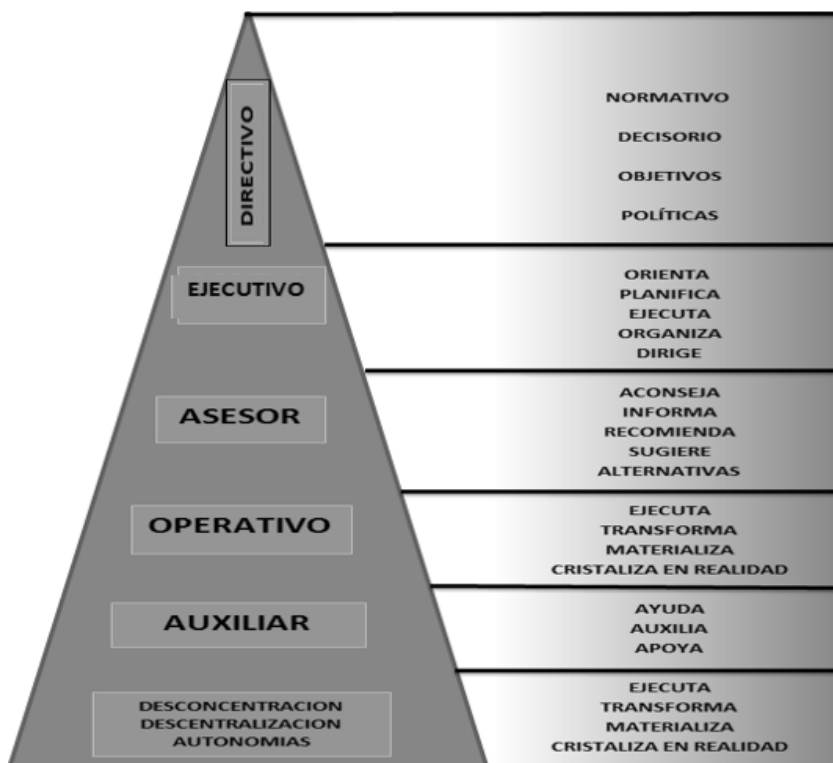 DIRECTIVO
NORMATIVO
DECISORIO
OBJETIVOS
POLÍTICAS
EJECUTIVO
ORIENTA
PLANIFICA
EJECUTA
ORGANIZA
DIRIGE
ASESOR
ACONSEJA
INFORMA
RECOMIENDA
SUGIERE
ALTERNATIVAS
OPERATIVO
EJECUTA
TRANSFORMA
MATERIALIZA
CRISTALIZA EN REALIDAD
AUXILIAR
AYUDA
AUXILIA
APOYA
DESCONCENTRACION
DESCENTRALIZACION
AUTONOMIAS
EJECUTA
TRANSFORMA
MATERIALIZA
CRISTALIZA EN REALIDAD